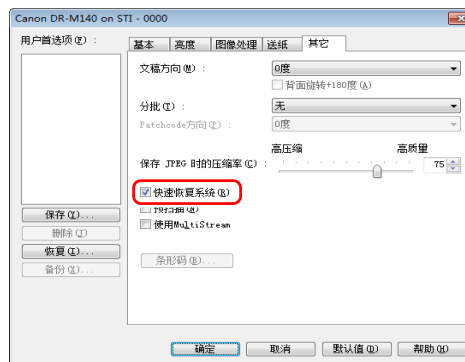 Canon DR-M140 on STI - 0000
用户首选项(P) :
基本 亮度 图像处理 送纸 其它
文稿方向(M) : 0度
背面旋转+180度(A)
分批(T) : 无
Patchcode方向(P) : 0度
高压缩 高质量
保存 JPEG 时的压缩率(C) : 75
快速恢复系统(R)
预扫描(W)
使用MultiStream
条形码(B)...
保存(V)...
删除(J)
恢复(I)...
备份(X)...
确定 取消 默认值(D) 帮助(H)